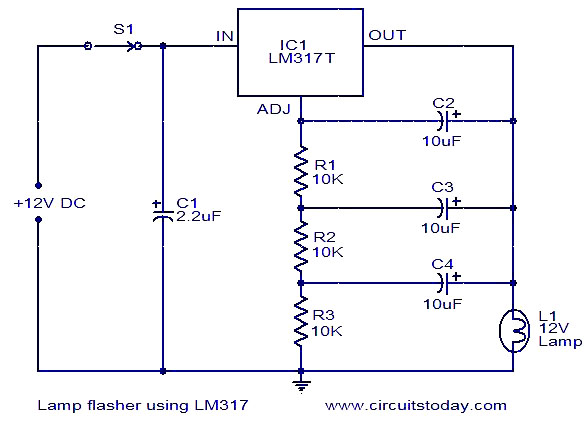 S1
IN
IC1
LM317T
OUT
ADJ
C2
+
10uF
R1
10K
+12V DC
+
C1
2.2uF
C3
+
10uF
R2
10K
C4
+
10uF
R3
10K
L1
12V
Lamp
Lamp flasher using LM317
www.circuitstoday.com